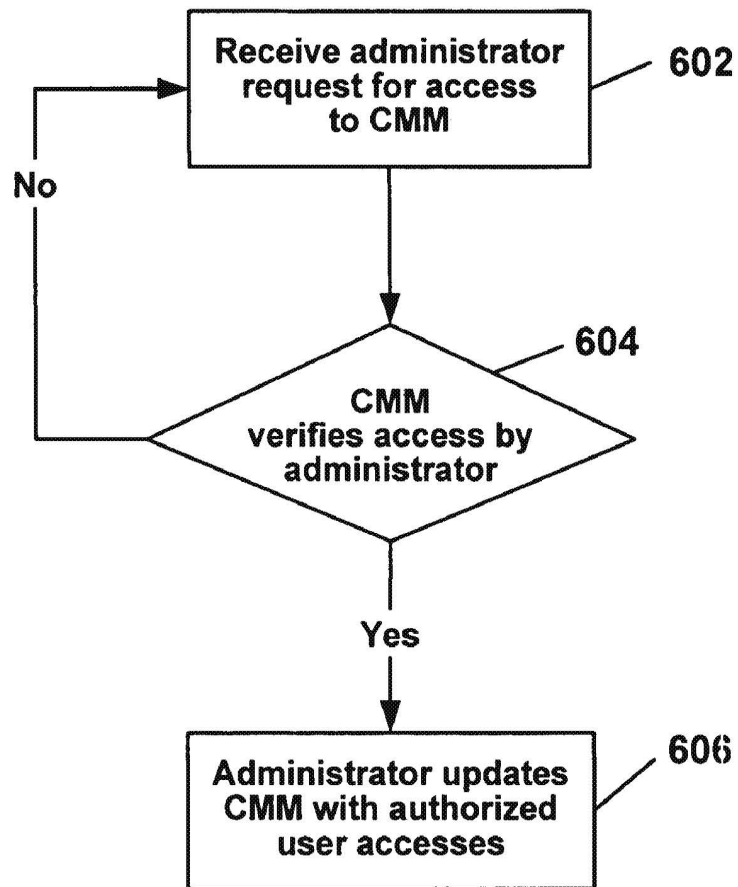 Receive administrator
request for access
to CMM
602
No
604
CMM
verifies access by
administrator
Yes
606
Administrator updates
CMM with authorized
user accesses